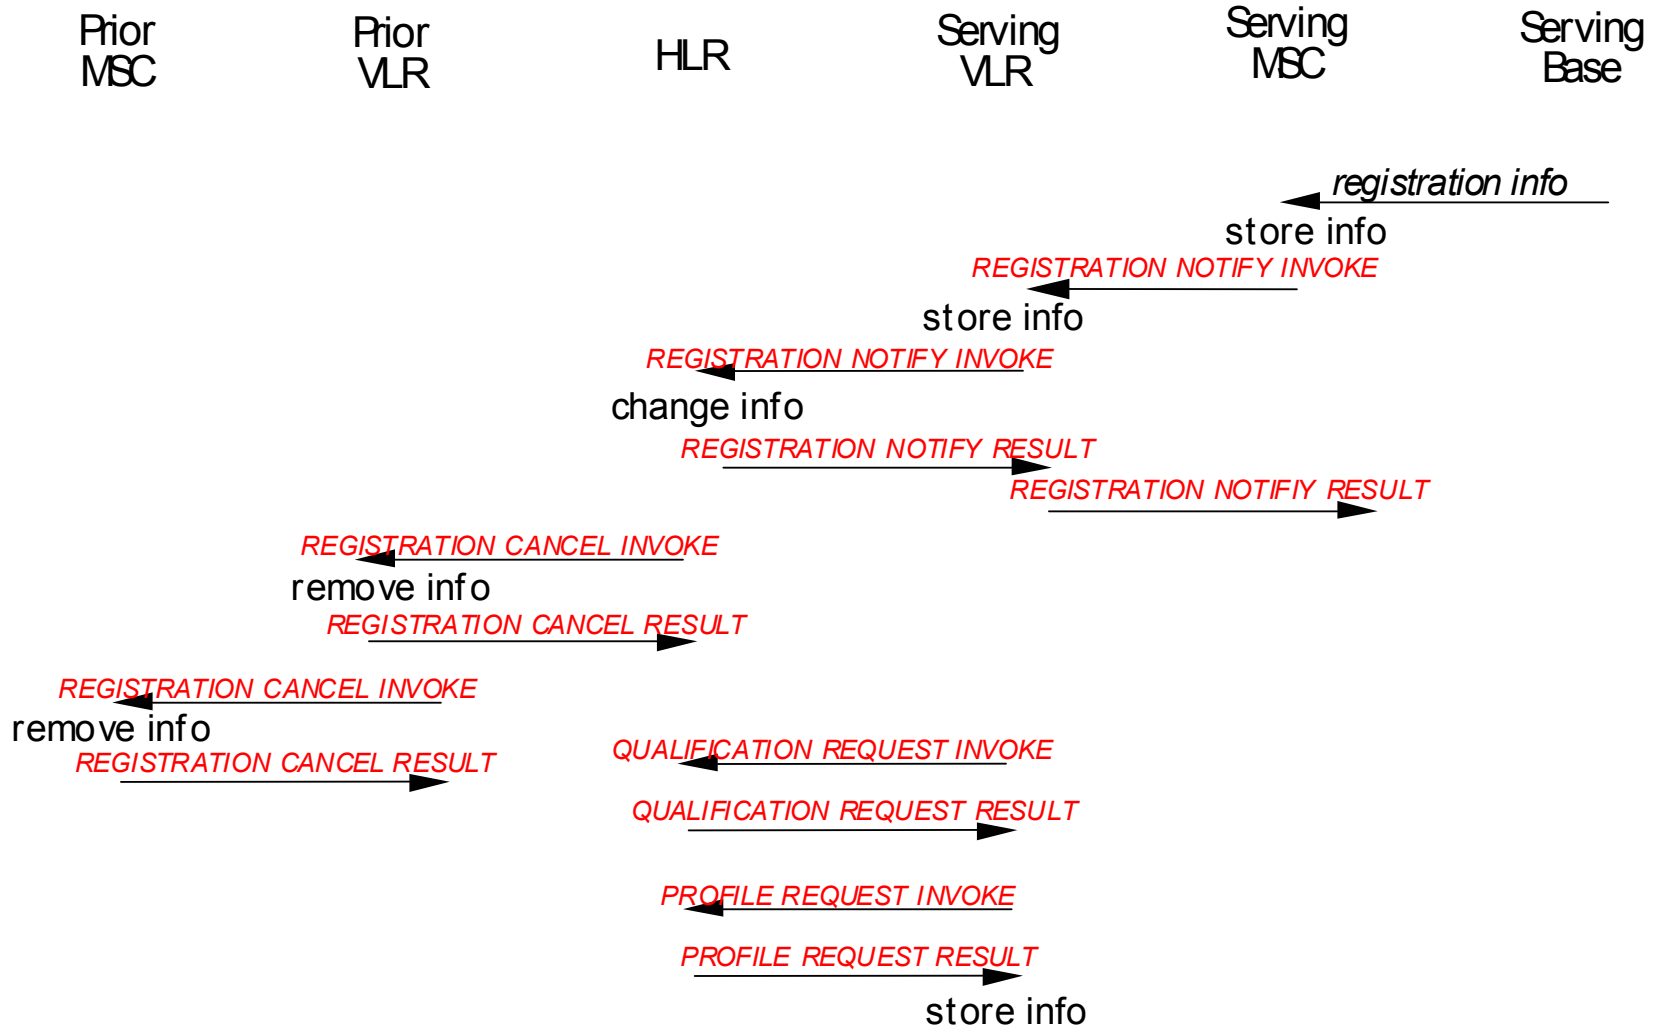 Prior
MSC
Prior
VLR
HLR
Serving
VLR
Serving
MSC
Serving
Base
registration info
store info
REGISTRATION NOTIFY INVOKE
store info
REGISTRATION NOTIFY INVOKE
change info
REGISTRATION NOTIFY RESULT
REGISTRATION NOTIFIY RESULT
REGISTRATION CANCEL INVOKE
remove info
REGISTRATION CANCEL RESULT
REGISTRATION CANCEL INVOKE
remove info
REGISTRATION CANCEL RESULT
QUALIFICATION REQUEST INVOKE
QUALIFICATION REQUEST RESULT
PROFILE REQUEST INVOKE
PROFILE REQUEST RESULT
store info